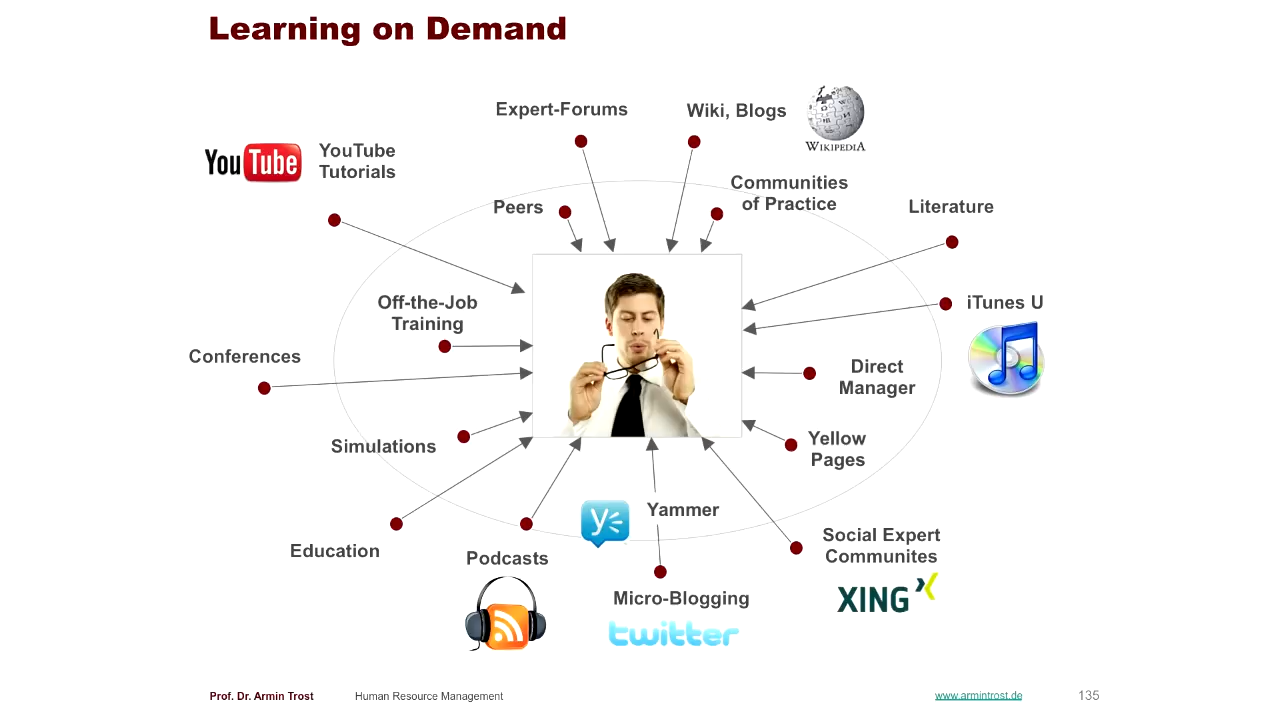 Learning on Demand
Expert-Forums
Wiki, Blogs
WIKIPEDIA
YouTube
YouTube
Tutorials
Communities
of Practice
Peers
Literature
Off-the-Job
Training
iTunes U
Conferences
Direct
Manager
Simulations
Yellow
Pages
Yammer
Education
Podcasts
Social Expert
Communites
Micro-Blogging
XING
twitter
Prof. Dr. Armin Trost
Human Resource Management
www.armintrost.de
135